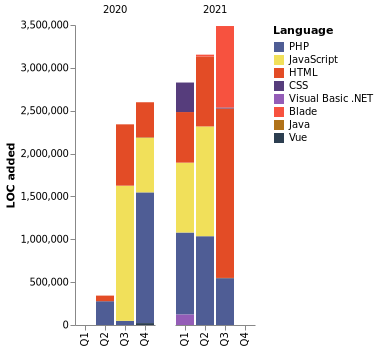 2020 2021
Language
PHP
JavaScript
HTML
CSS
Visual Basic .NET
Blade
Java
Vue
LOC added
3,500,000
3,000,000
2,500,000
2,000,000
1,500,000
1,000,000
500,000
0
Q1 Q2 Q3 Q4 Q1 Q2 Q3 Q4